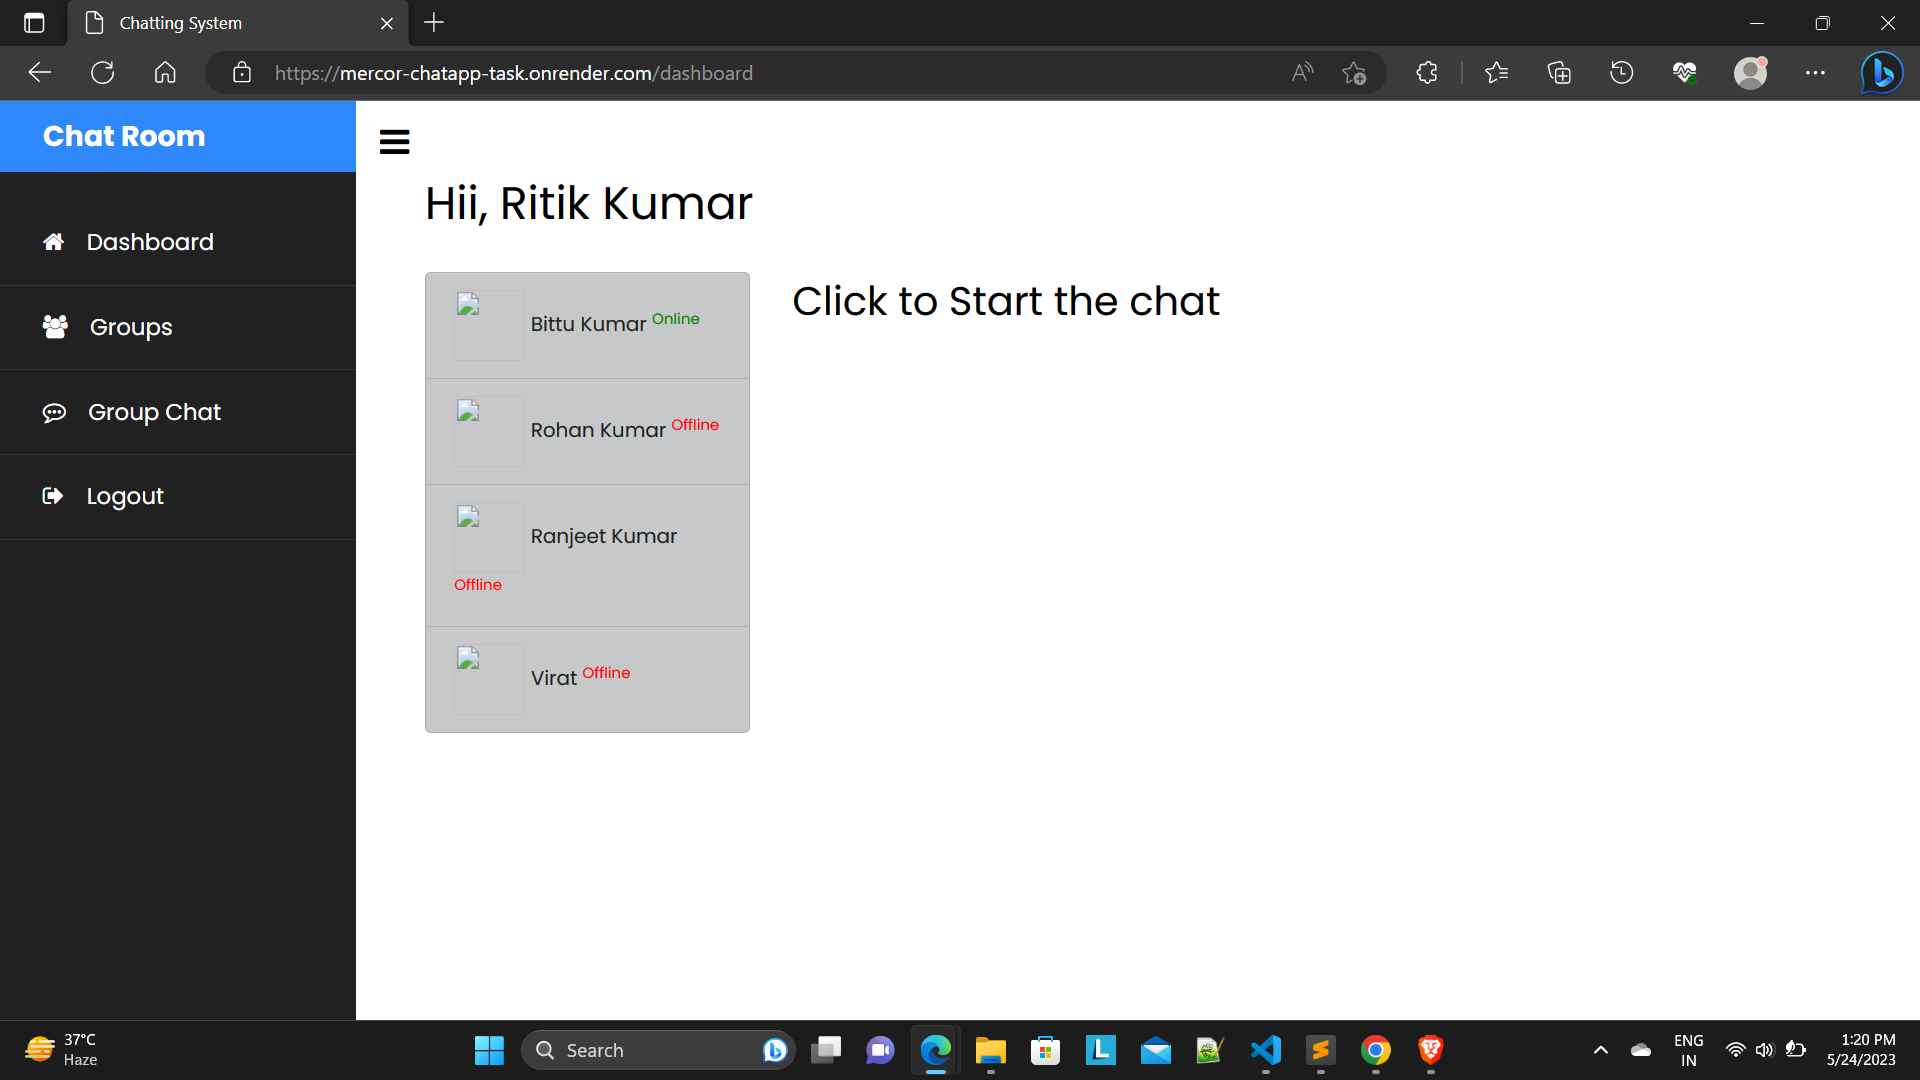 Chatting System
https://mercor-chatapp-task.onrender.com/dashboard
Chat Room
Dashboard
Groups
Group Chat
Logout
Hii, Ritik Kumar
Bittu Kumar Online
Rohan Kumar Offline
Ranjeet Kumar
Offline
Virat Offline
Click to Start the chat
37°C
Haze
Search
ENG
IN
1:20 PM
5/24/2023